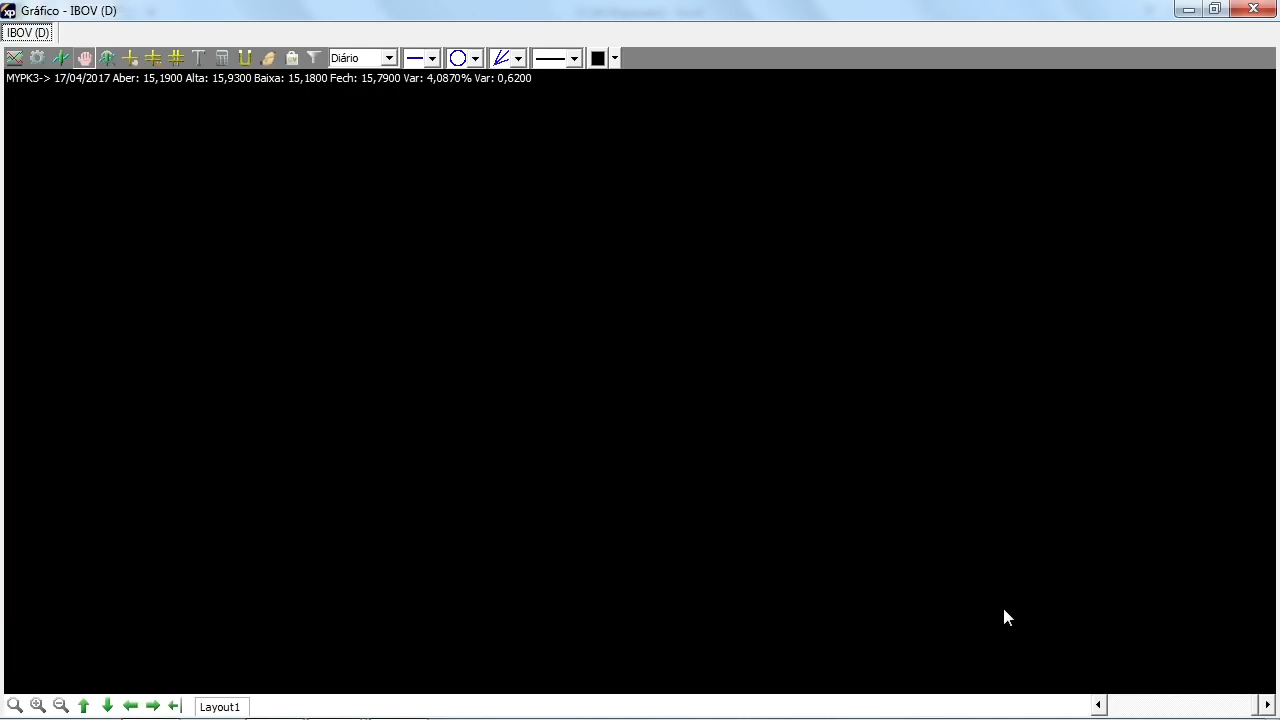 xp Gráfico - IBOV (D)
IBOV (D)
Diário
MYPK3-> 17/04/2017 Aber: 15,1900 Alta: 15,9300 Baixa: 15,1800 Fech: 15,7900 Var: 4,0870% Var: 0,6200
Layout1